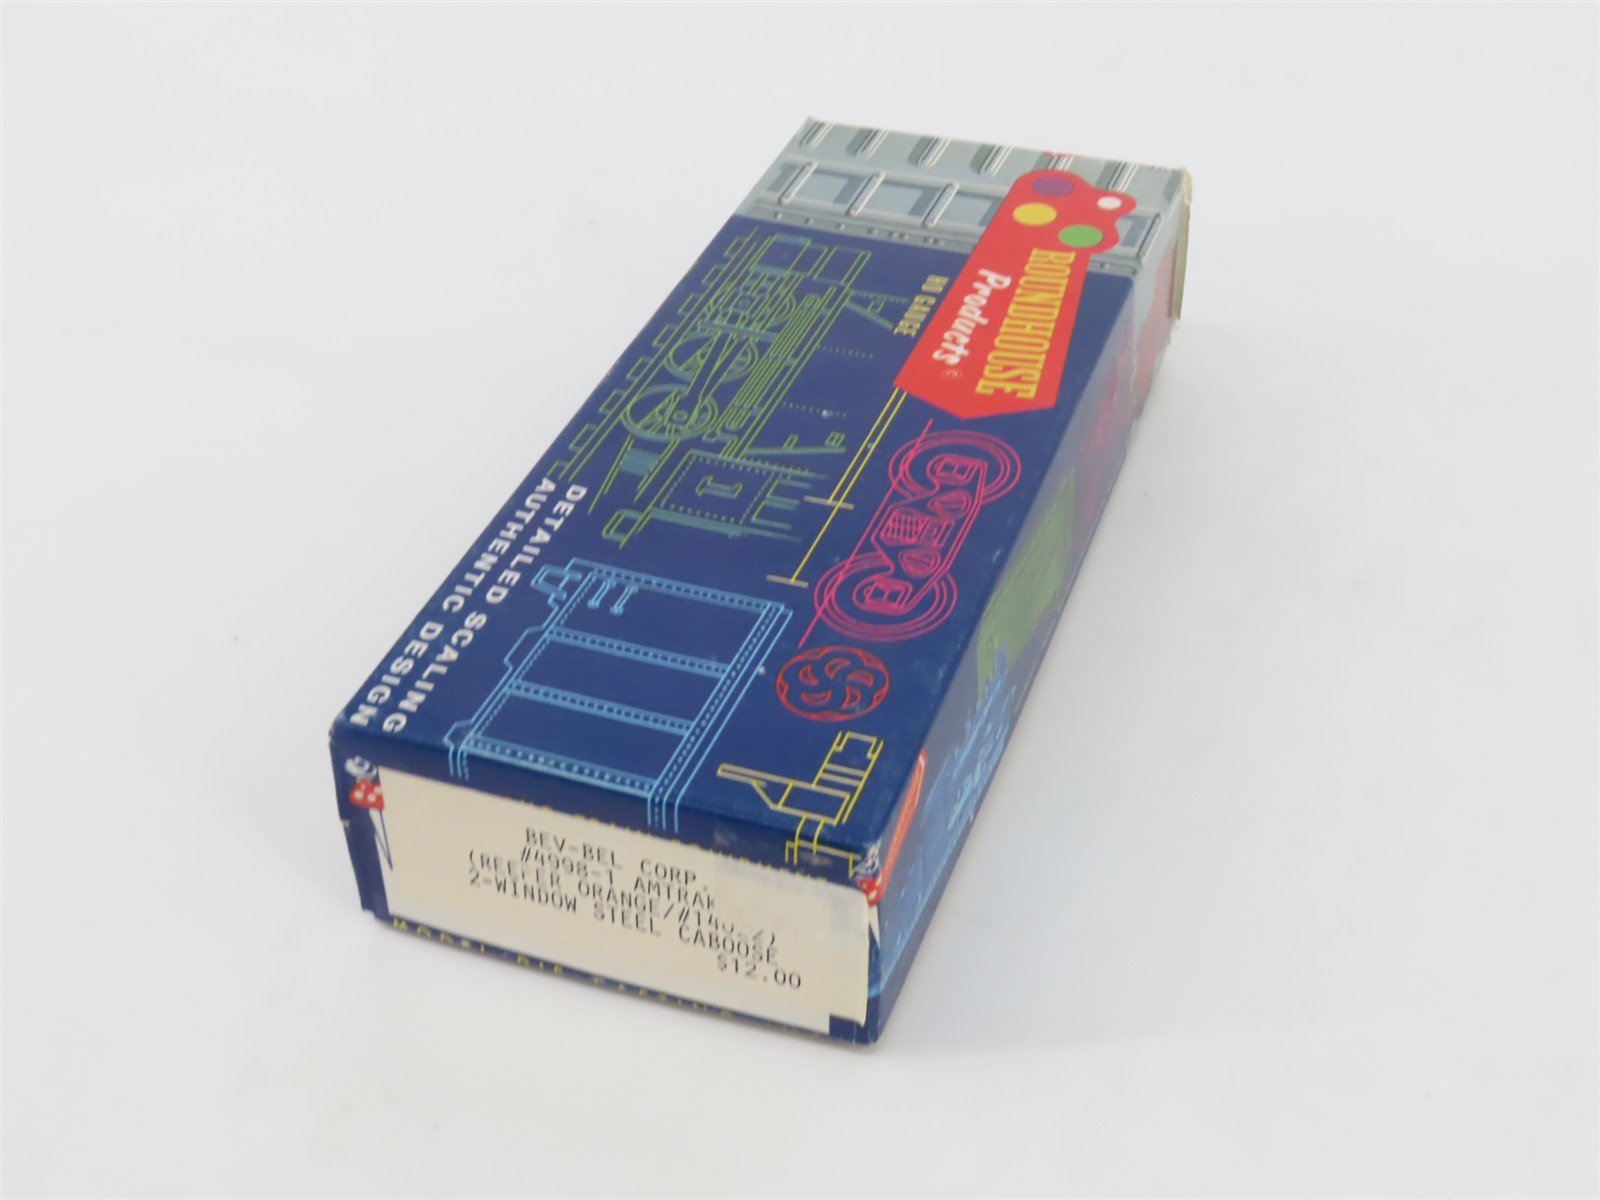 ROUNDHOUSE
Products
HO GAUGE
DETAILED SCALING
AUTHENTIC DESIGN
BEV-BEL CORP.
#4998-1 AMTRAK
(REEFER ORANGE/
2-WINDOW STEEL CABOOSE
$12.00